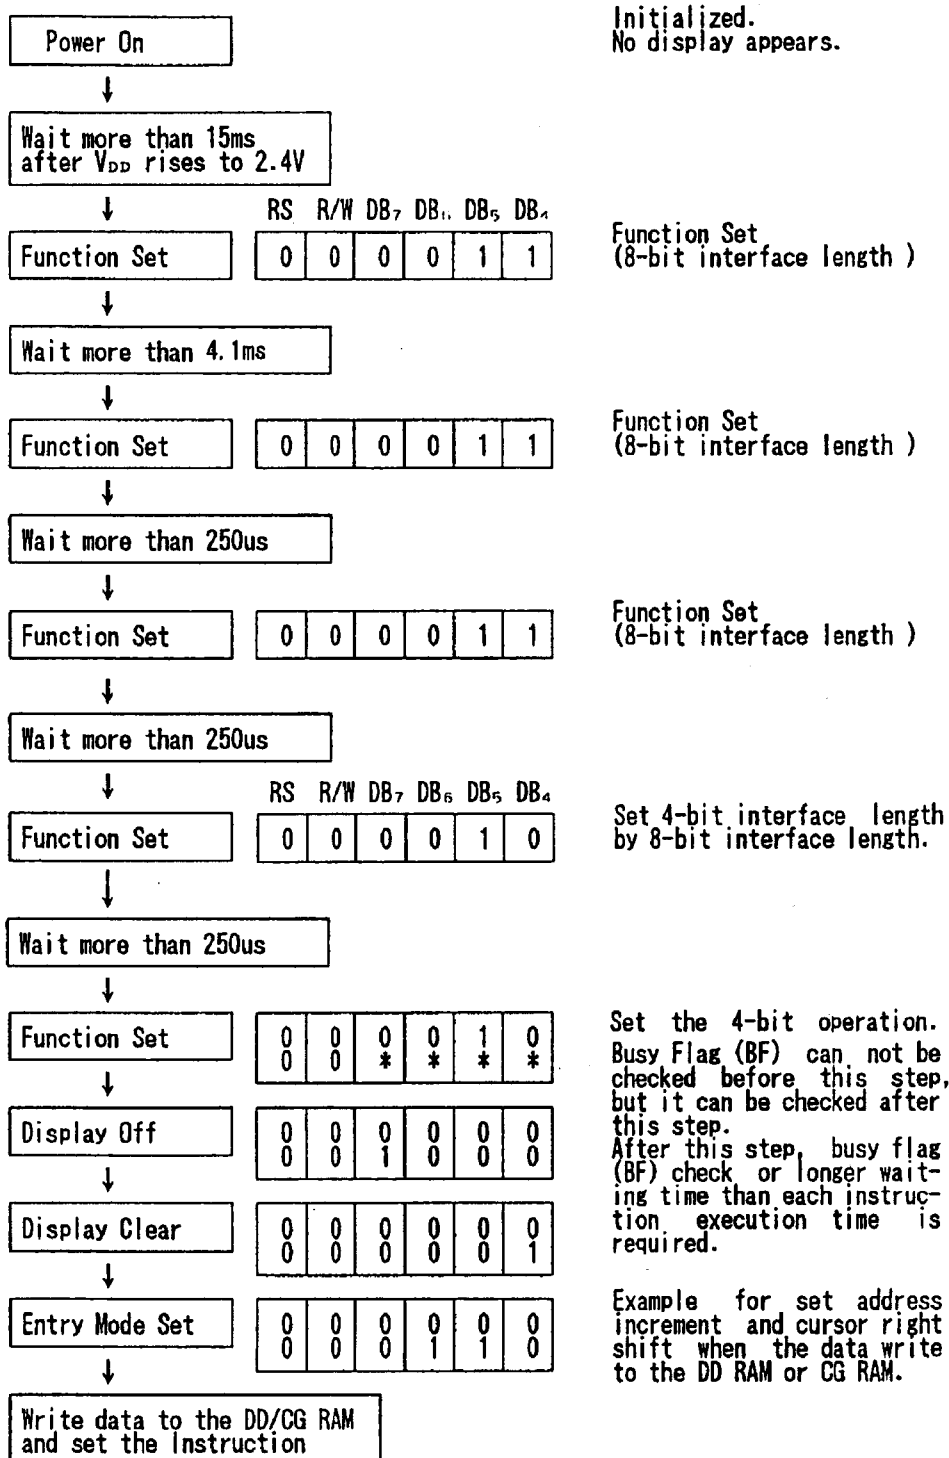 Power On
Initialized.
No display appears.
↓
Wait more than 15ms
after VDD rises to 2.4V
↓
RS R/W DB7 DB6 DB5 DB4
Function Set
0 0 0 0 1 1
Function Set
(8-bit interface length )
↓
Wait more than 4.1ms
↓
Function Set
0 0 0 0 1 1
Function Set
(8-bit interface length )
↓
Wait more than 250us
↓
Function Set
0 0 0 0 1 1
Function Set
(8-bit interface length )
↓
Wait more than 250us
↓
RS R/W DB7 DB6 DB5 DB4
Function Set
0 0 0 0 1 0
Set 4-bit interface length
by 8-bit interface length.
↓
Wait more than 250us
↓
Function Set
0 0 0 0 1 0
0 0 * * * *
Set the 4-bit operation.
Busy Flag (BF) can not be
checked before this step,
but it can be checked after
this step.
After this step, busy flag
(BF) check or longer wait-
ing time than each instruc-
tion execution time is
required.
↓
Display Off
0 0 0 0 0 0
0 0 1 0 0 0
↓
Display Clear
0 0 0 0 0 0
0 0 0 0 0 1
↓
Entry Mode Set
0 0 0 0 0 0
0 0 0 1 1 0
Example for set address
increment and cursor right
shift when the data write
to the DD RAM or CG RAM.
↓
Write data to the DD/CG RAM
and set the Instruction